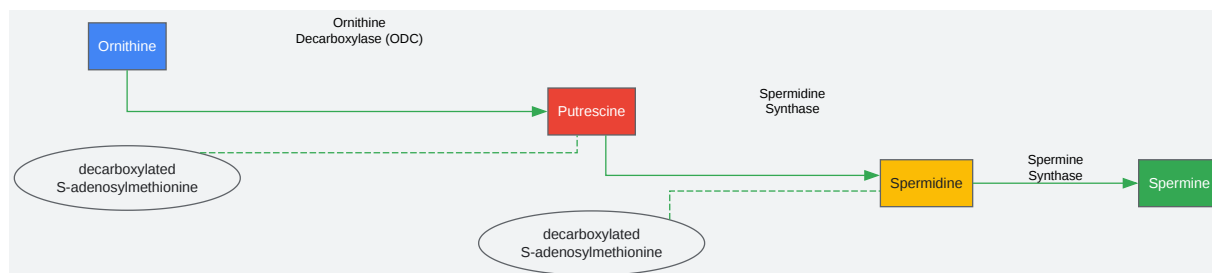 Ornithine
Decarboxylase (ODC)
Ornithine
Spermidine
Synthase
Putrescine
decarboxylated
S-adenosylmethionine
Spermine
Synthase
Spermidine
Spermine
decarboxylated
S-adenosylmethionine